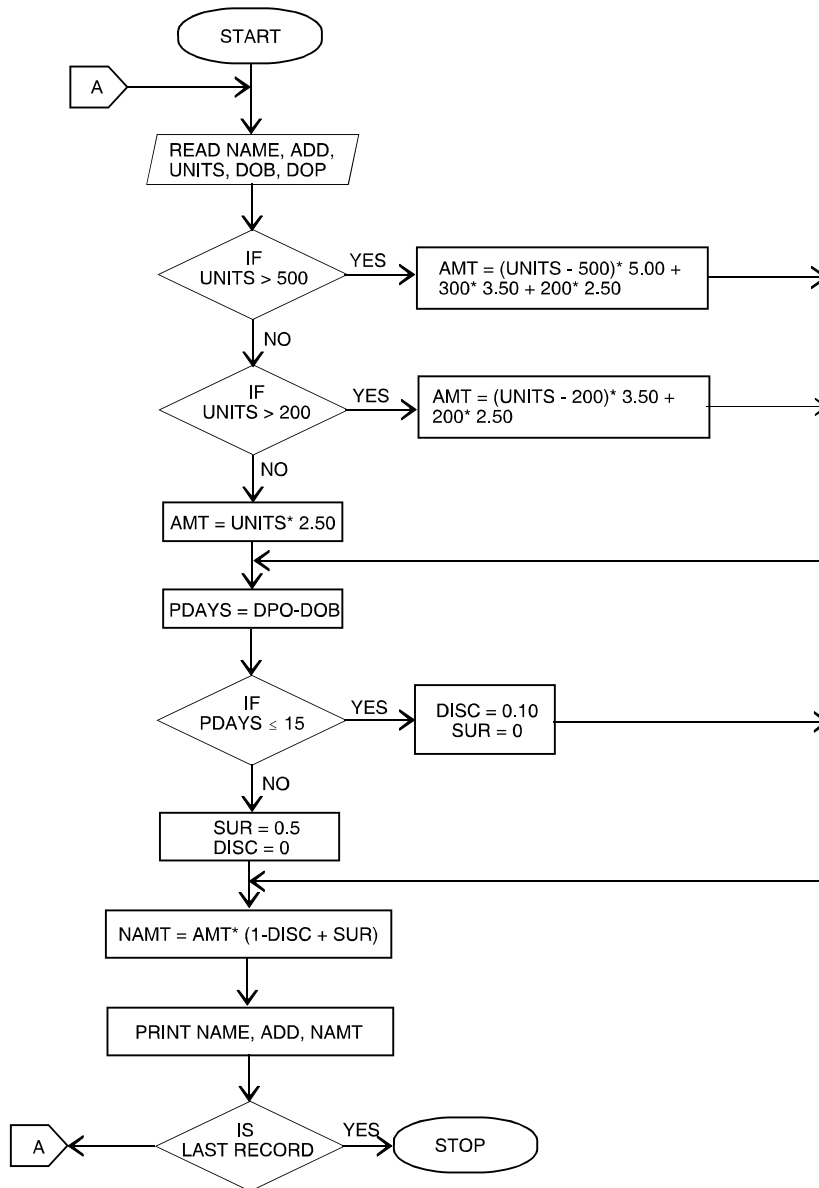 START
A
READ NAME, ADD,
UNITS, DOB, DOP
IF
UNITS > 500
YES
AMT = (UNITS - 500)* 5.00 +
300* 3.50 + 200* 2.50
NO
IF
UNITS > 200
YES
AMT = (UNITS - 200)* 3.50 +
200* 2.50
NO
AMT = UNITS* 2.50
PDAYS = DPO-DOB
IF
PDAYS ≤ 15
YES
DISC = 0.10
SUR = 0
NO
SUR = 0.5
DISC = 0
NAMT = AMT* (1-DISC + SUR)
PRINT NAME, ADD, NAMT
A
IS
LAST RECORD
YES
STOP